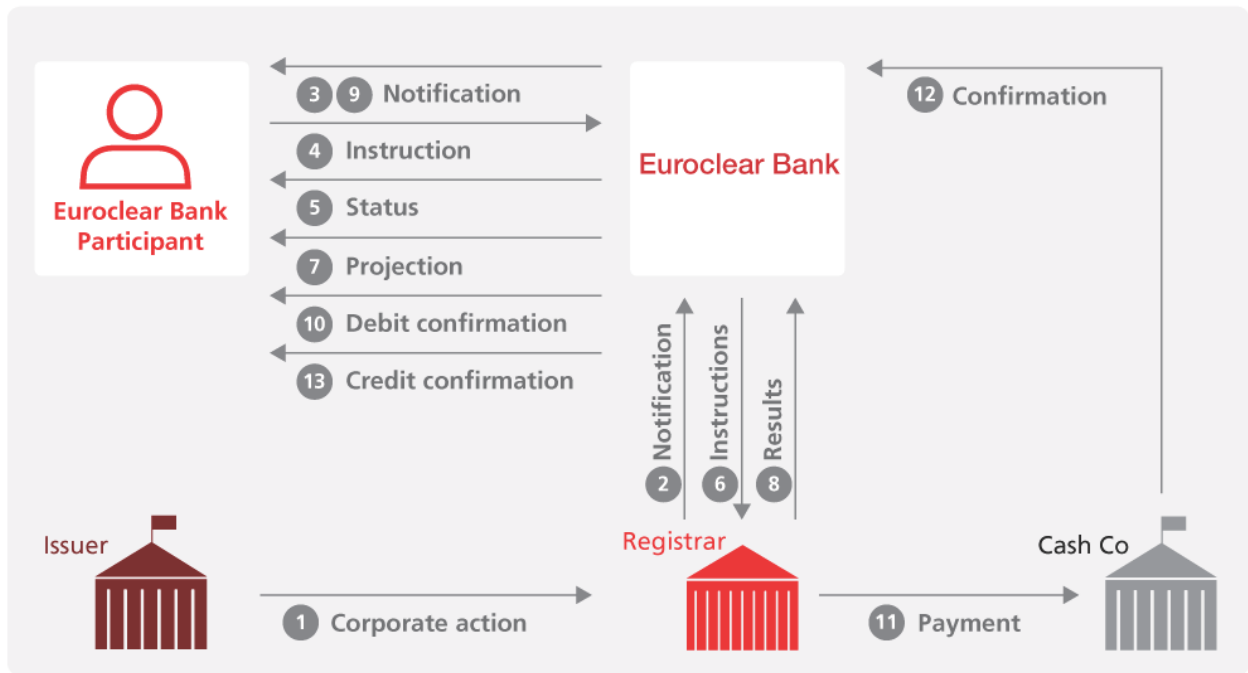 3 9 Notification
12 Confirmation
4 Instruction
Euroclear Bank
Euroclear Bank
Participant
5 Status
7 Projection
10 Debit confirmation
13 Credit confirmation
2 Notification
6 Instructions
8 Results
Issuer
Registrar
Cash Co
1 Corporate action
11 Payment